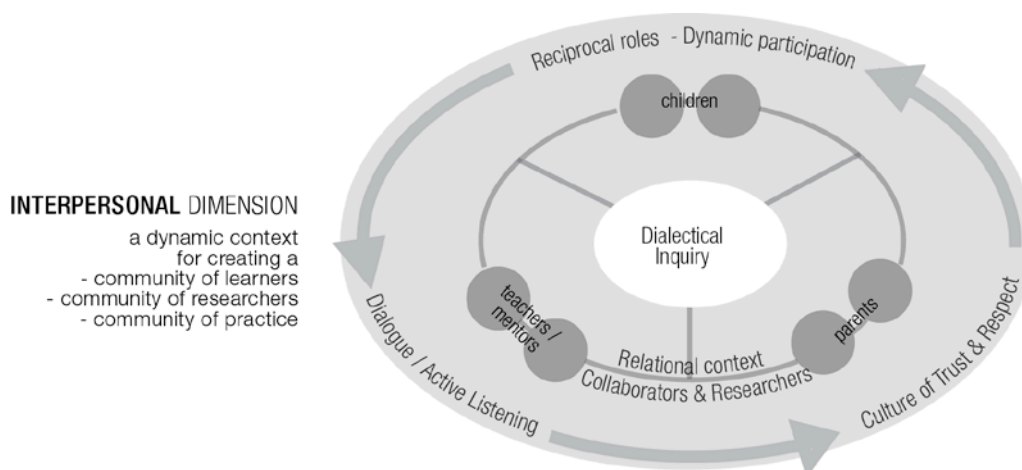 INTERPERSONAL DIMENSION
a dynamic context
for creating a
- community of learners
- community of researchers
- community of practice
Reciprocal roles - Dynamic participation
children
Dialectical
Inquiry
teachers /
mentors
parents
Relational context
Collaborators & Researchers
Dialogue / Active Listening
Culture of Trust & Respect